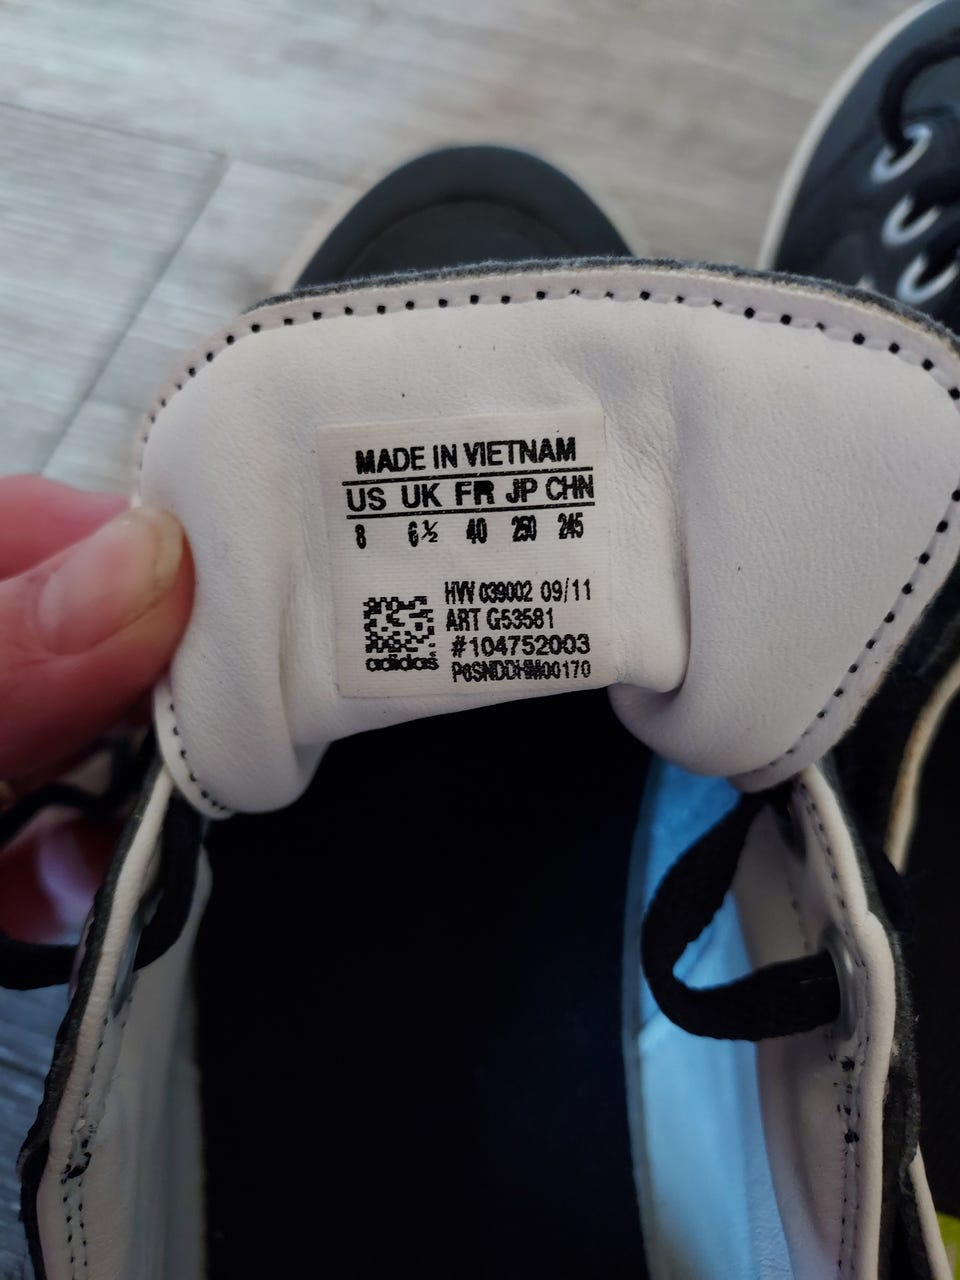 MADE IN VIETNAM
US UK FR JP CHN
8 6½ 40 250 245
HVV 039002 09/11
ART G53581
#104752003
adidas
P6SNDDHM00170